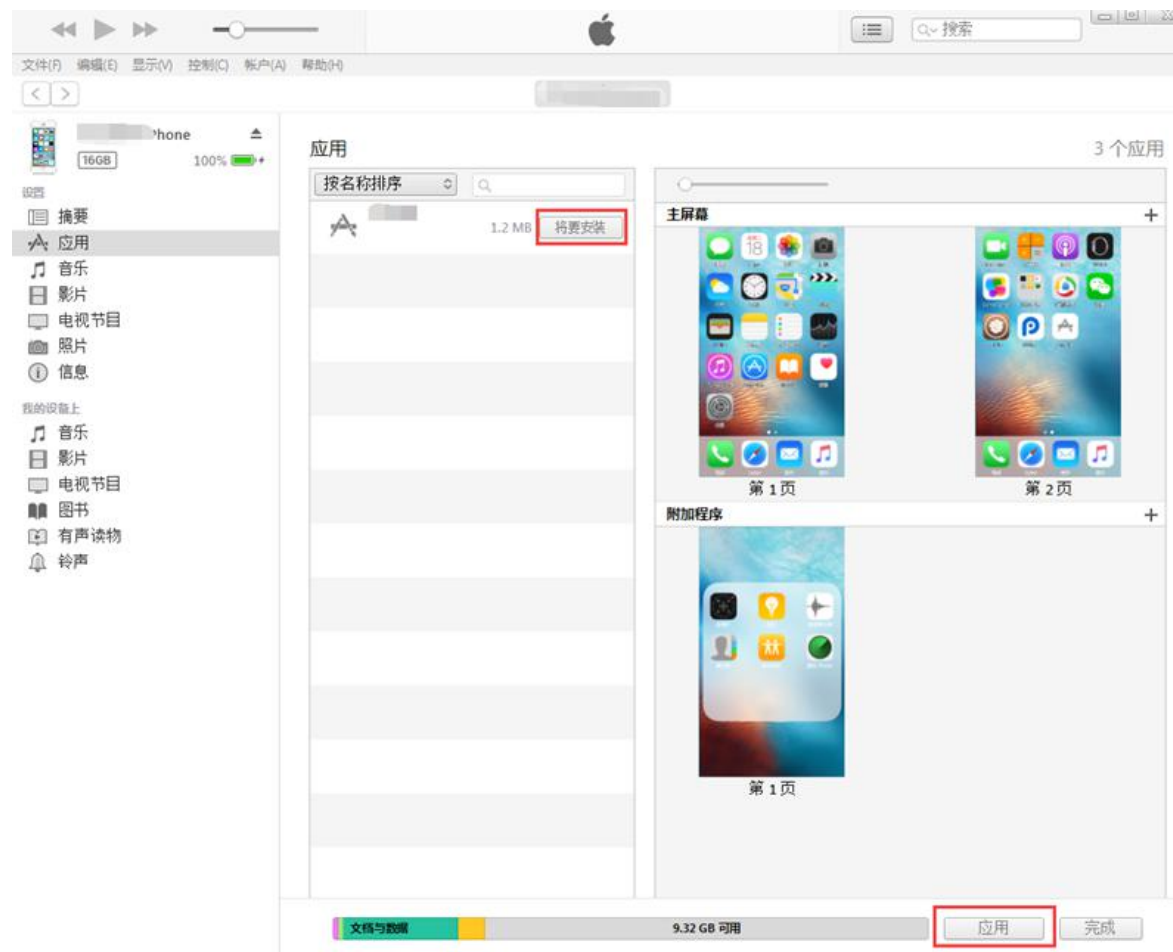 搜索
文件(F) 编辑(E) 显示(V) 控制(C) 帐户(A) 帮助(H)
hone
16GB 100%
设置
摘要
应用
音乐
影片
电视节目
照片
信息
我的设备上
音乐
影片
电视节目
图书
有声读物
铃声
应用
3 个应用
按名称排序
1.2 MB 将要安装
主屏幕
18
第 1 页 第 2 页
附加程序
第 1 页
文稿与数据 9.32 GB 可用 应用 完成